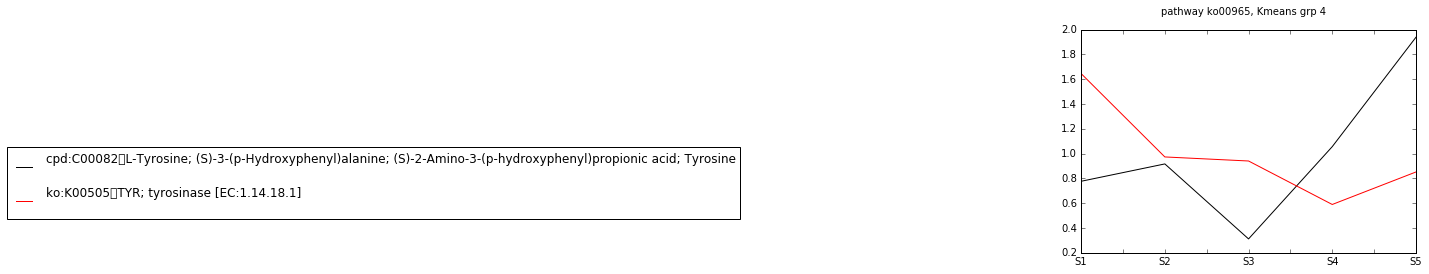 pathway ko00965, Kmeans grp 4
2.0
1.8
1.6
1.4
1.2
1.0
0.8
0.6
0.4
0.2
S1 S2 S3 S4 S5
cpd:C00082▯L-Tyrosine; (S)-3-(p-Hydroxyphenyl)alanine; (S)-2-Amino-3-(p-hydroxyphenyl)propionic acid; Tyrosine
ko:K00505▯TYR; tyrosinase [EC:1.14.18.1]